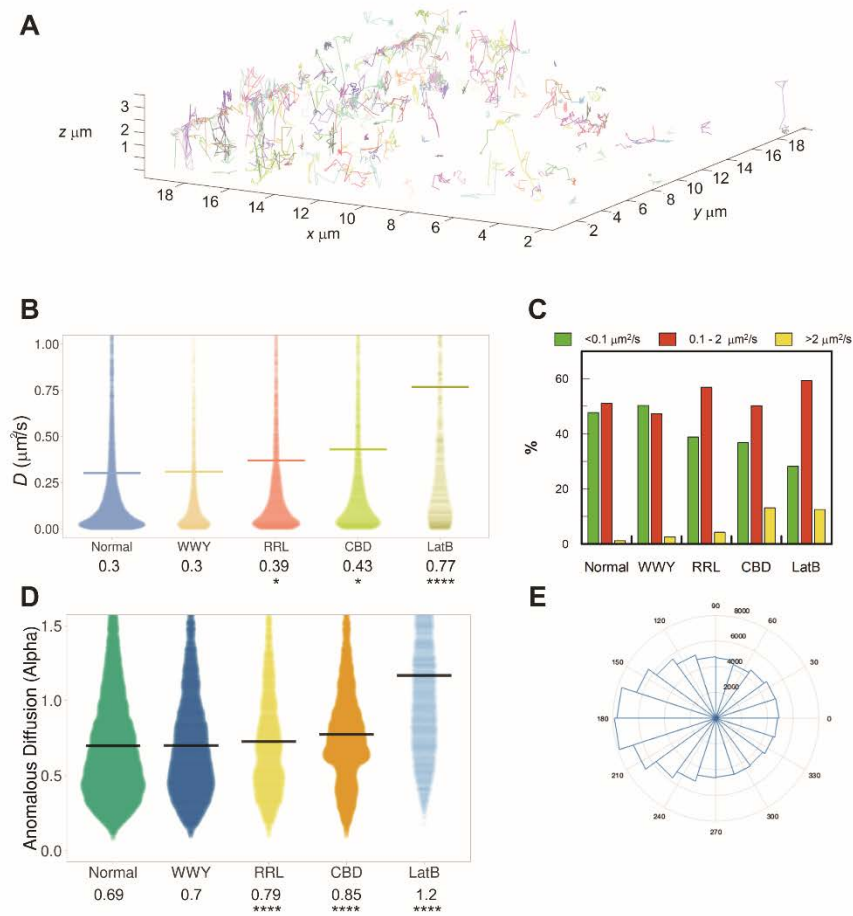 A
z μm
3
2
1
18
16
14
12
10
8
6
4
2
x μm
2
4
6
8
10
12
14
16
18
y μm
B
D (μm²/s)
1.00
0.75
0.50
0.25
0.00
Normal WWY RRL CBD LatB
0.3 0.3 0.39 0.43 0.77
* * ****
C
<0.1 μm²/s 0.1 - 2 μm²/s >2 μm²/s
%
60
40
20
0
Normal WWY RRL CBD LatB
D
Anomalous Diffusion (Alpha)
1.5
1.0
0.5
0.0
Normal WWY RRL CBD LatB
0.69 0.7 0.79 0.85 1.2
**** **** ****
E
90
120 60
150 30
180 0
210 330
240 300
270
8000
6000
4000
2000